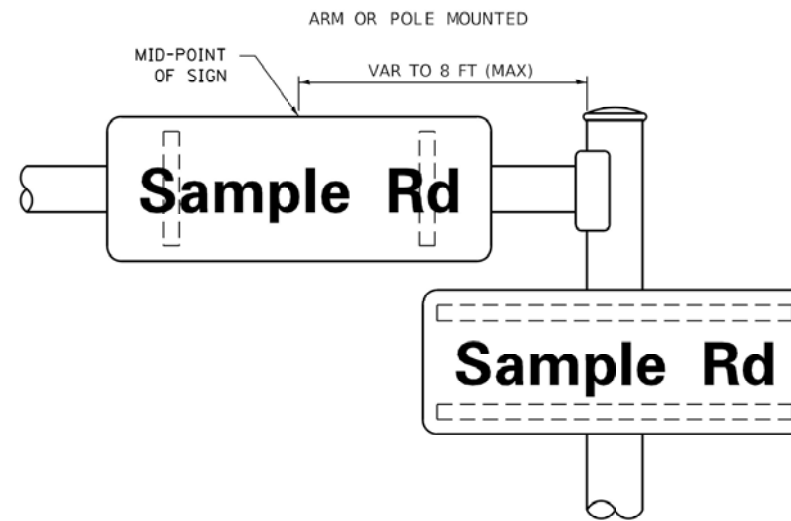 ARM OR POLE MOUNTED
MID-POINT
OF SIGN
VAR TO 8 FT (MAX)
Sample Rd
Sample Rd